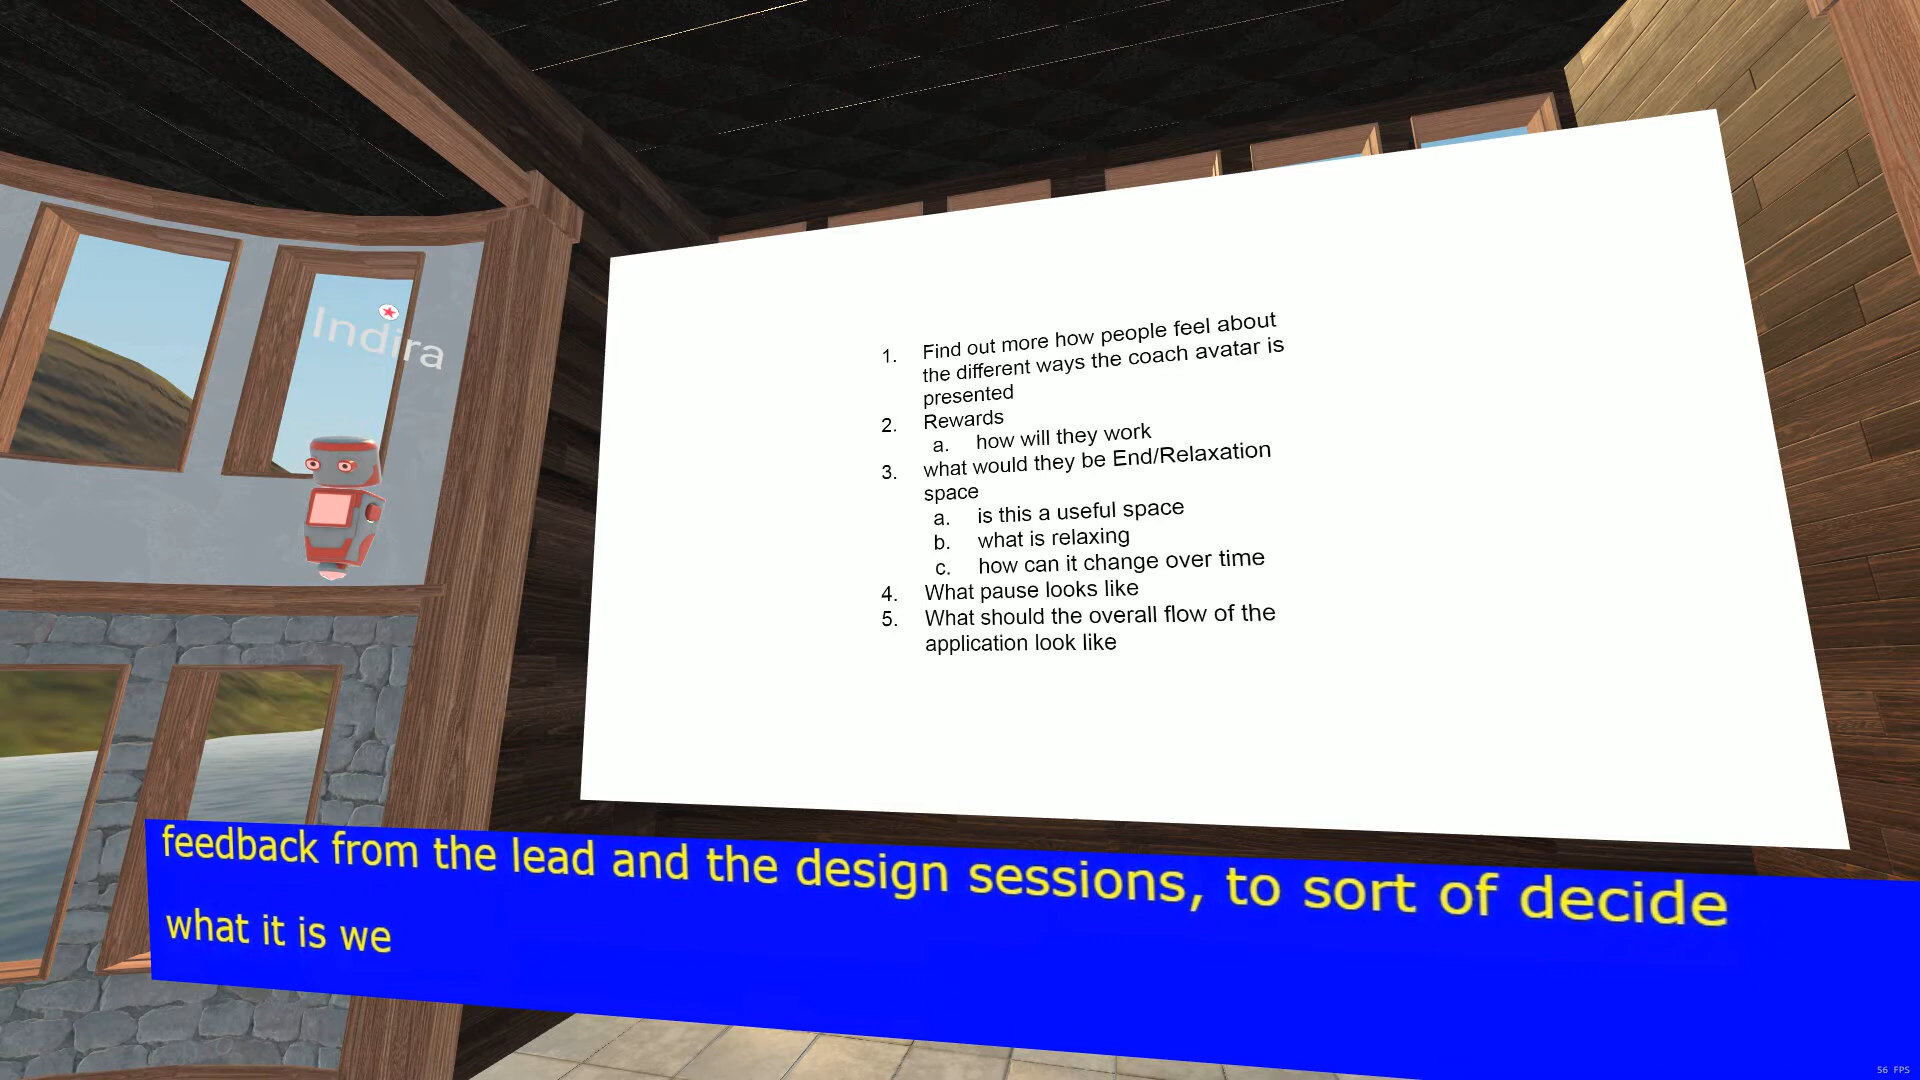 Indira
1. Find out more how people feel about
the different ways the coach avatar is
presented
2. Rewards
a. how will they work
3. what would they be End/Relaxation
space
a. is this a useful space
b. what is relaxing
c. how can it change over time
4. What pause looks like
5. What should the overall flow of the
application look like
feedback from the lead and the design sessions, to sort of decide
what it is we
56 FPS